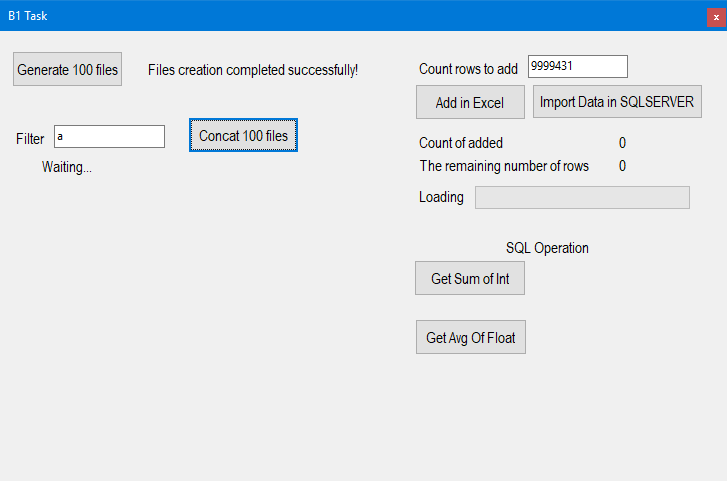 B1 Task
x
Generate 100 files
Files creation completed successfully!
Filter
a
Concat 100 files
Waiting...
Count rows to add
9999431
Add in Excel
Import Data in SQLSERVER
Count of added 0
The remaining number of rows 0
Loading
SQL Operation
Get Sum of Int
Get Avg Of Float